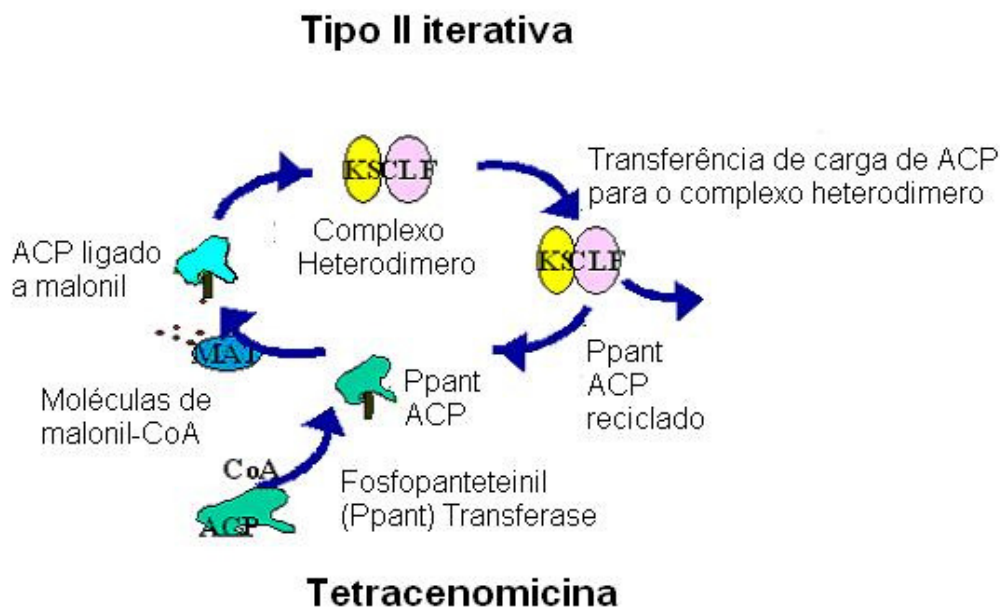 Tipo II iterativa
KS CLF
Complexo
Heterodimero
Transferência de carga de ACP
para o complexo heterodimero
KS CLF
ACP ligado
a malonil
MAT
Moléculas de
malonil-CoA
Ppant
ACP
Ppant
ACP
reciclado
CoA
ACP
Fosfopanteteinil
(Ppant) Transferase
Tetracenomicina